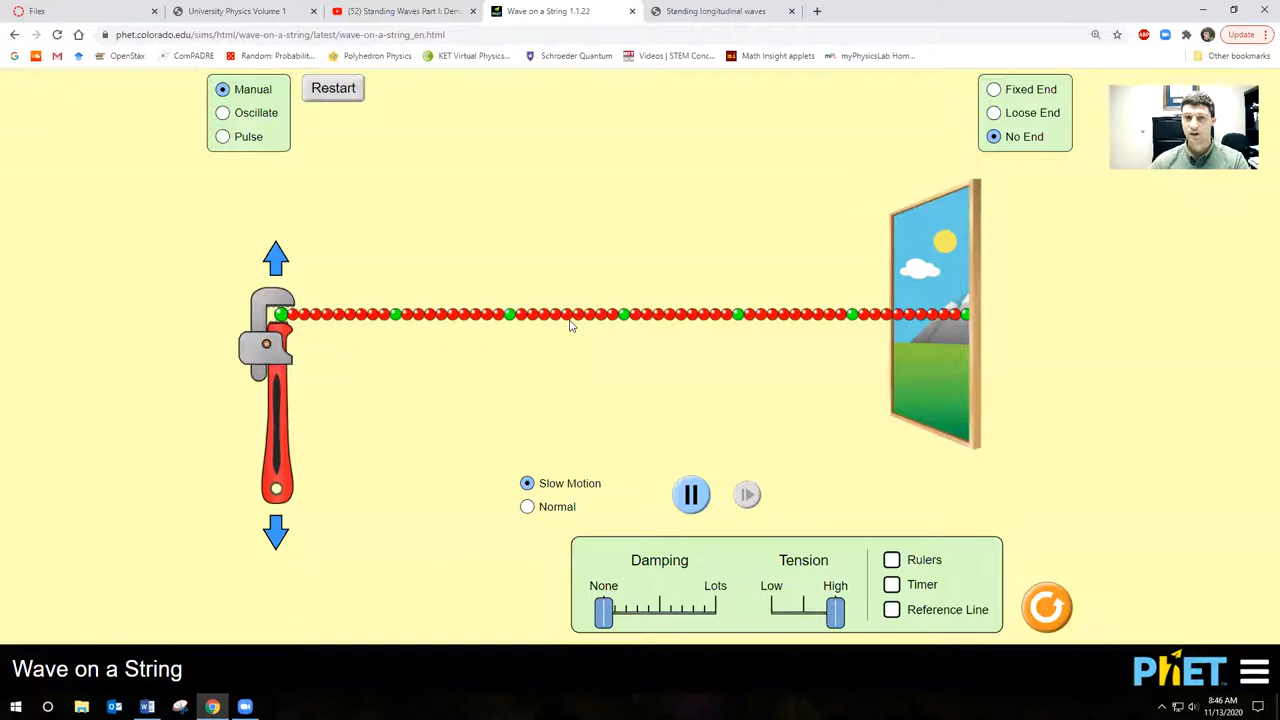 Files
University Physics Volume 1
(52) Standing Waves Part I: Der
Wave on a String 1.1.22
Standing longitudinal waves
phet.colorado.edu/sims/html/wave-on-a-string/latest/wave-on-a-string_en.html
ABP
Update
OpenStax
ComPADRE
Random: Probabilit...
Polyhedron Physics
KET Virtual Physics...
Schroeder Quantum
Videos | STEM Conc...
Math Insight applets
myPhysicsLab Hom...
Other bookmarks
Manual
Oscillate
Pulse
Restart
Fixed End
Loose End
No End
Slow Motion
Normal
Damping
None
Lots
Tension
Low
High
Rulers
Timer
Reference Line
Wave on a String
PhET
8:46 AM
11/13/2020